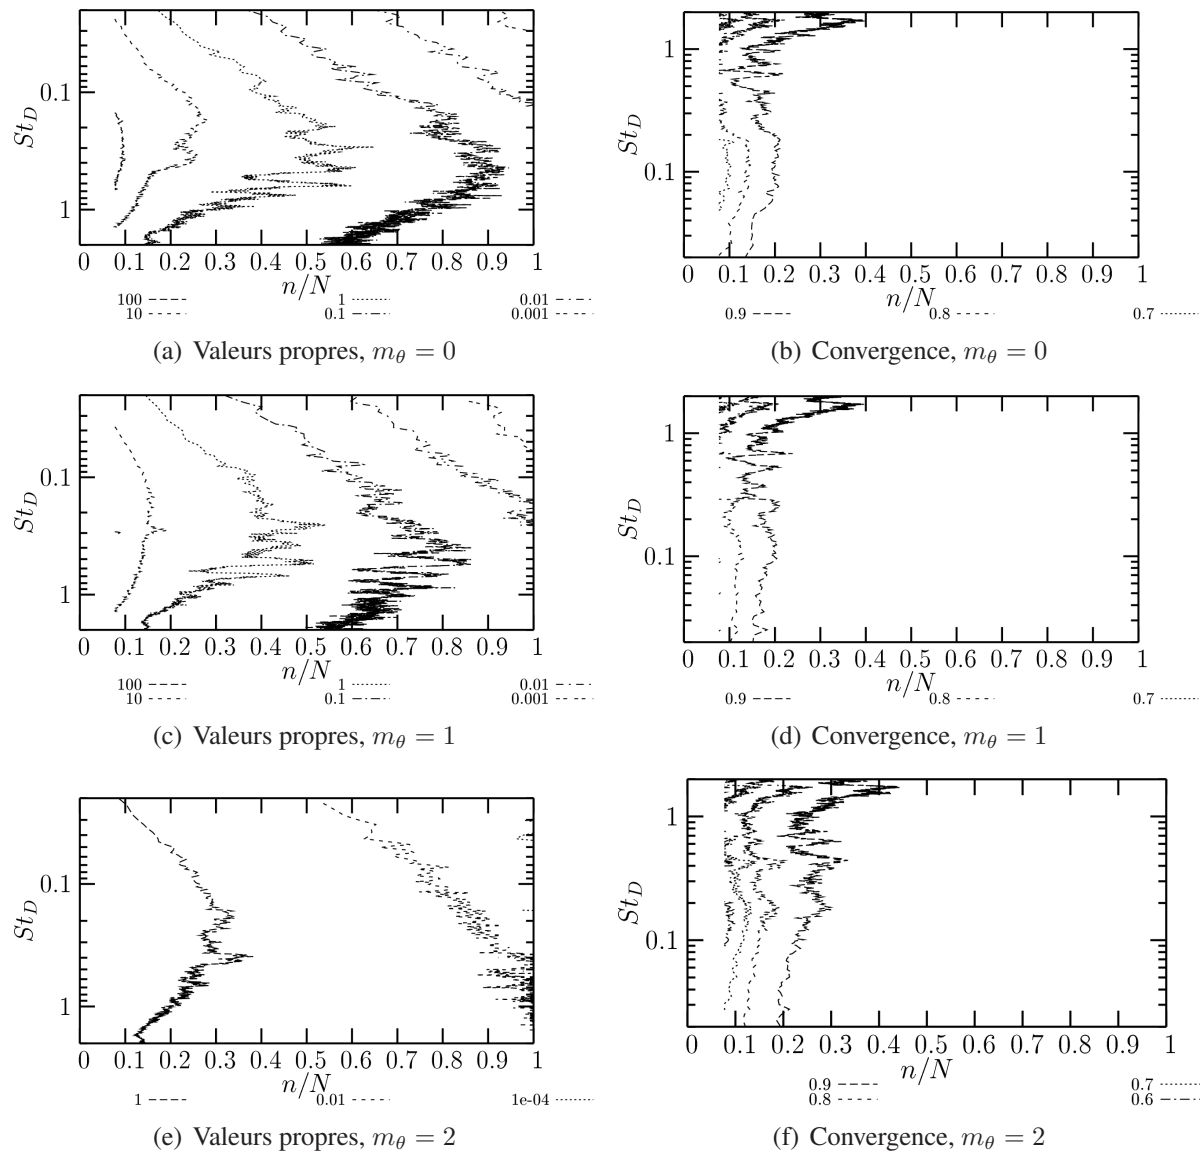 St_D
0.1
1
0 0.1 0.2 0.3 0.4 0.5 0.6 0.7 0.8 0.9 1
n/N
100 1 0.01
10 0.1 0.001
(a) Valeurs propres, m_θ = 0
St_D
1
0.1
0 0.1 0.2 0.3 0.4 0.5 0.6 0.7 0.8 0.9 1
n/N
0.9 0.8 0.7
(b) Convergence, m_θ = 0
St_D
0.1
1
0 0.1 0.2 0.3 0.4 0.5 0.6 0.7 0.8 0.9 1
n/N
100 1 0.01
10 0.1 0.001
(c) Valeurs propres, m_θ = 1
St_D
1
0.1
0 0.1 0.2 0.3 0.4 0.5 0.6 0.7 0.8 0.9 1
n/N
0.9 0.8 0.7
(d) Convergence, m_θ = 1
St_D
0.1
1
0 0.1 0.2 0.3 0.4 0.5 0.6 0.7 0.8 0.9 1
n/N
1 0.01 1e-04
(e) Valeurs propres, m_θ = 2
St_D
1
0.1
0 0.1 0.2 0.3 0.4 0.5 0.6 0.7 0.8 0.9 1
n/N
0.9 0.7
0.8 0.6
(f) Convergence, m_θ = 2